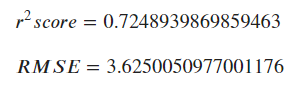 r² score = 0.7248939869859463
RMSE = 3.6250050977001176